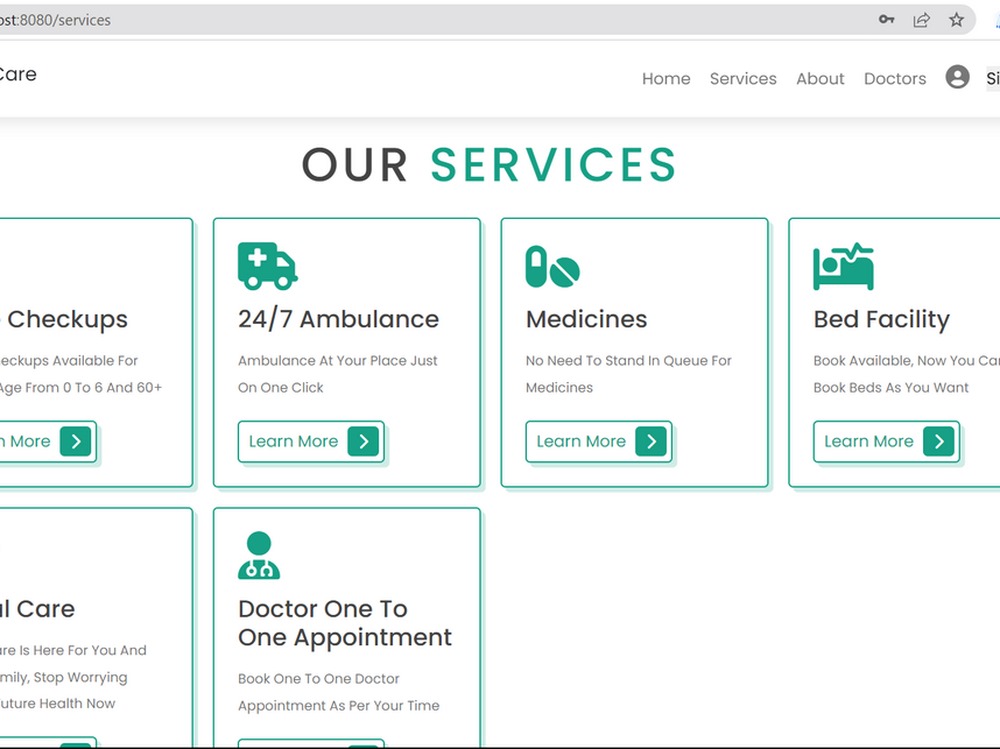 ost:8080/services
Care
Home Services About Doctors Si
OUR SERVICES
Checkups
eckups Available For
Age From 0 To 6 And 60+
n More
24/7 Ambulance
Ambulance At Your Place Just
On One Click
Learn More
Medicines
No Need To Stand In Queue For
Medicines
Learn More
Bed Facility
Book Available, Now You Can
Book Beds As You Want
Learn More
l Care
are Is Here For You And
mily, Stop Worrying
uture Health Now
Doctor One To
One Appointment
Book One To One Doctor
Appointment As Per Your Time